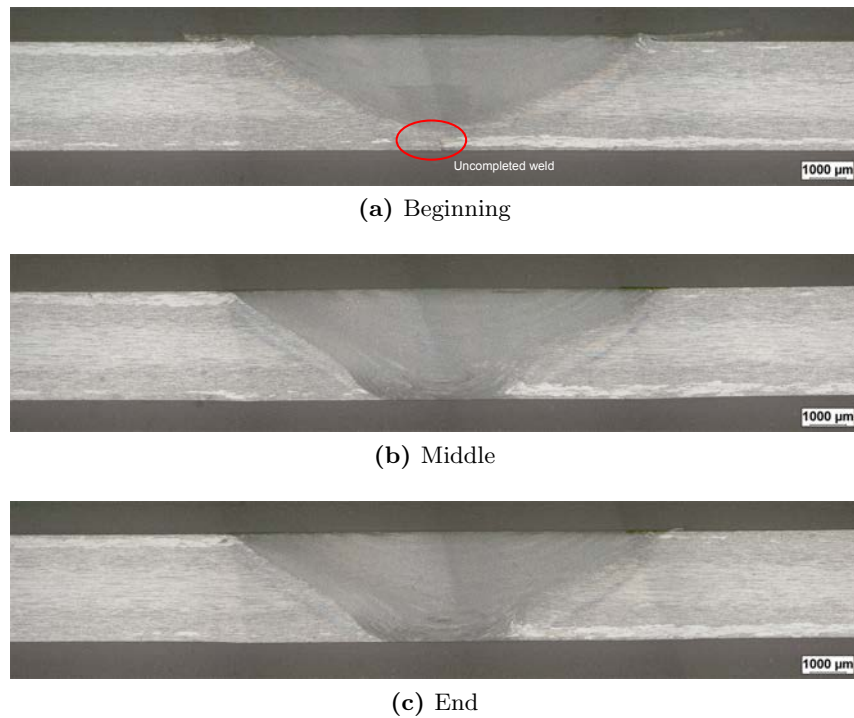 Uncompleted weld
1000 µm
(a) Beginning
1000 µm
(b) Middle
1000 µm
(c) End